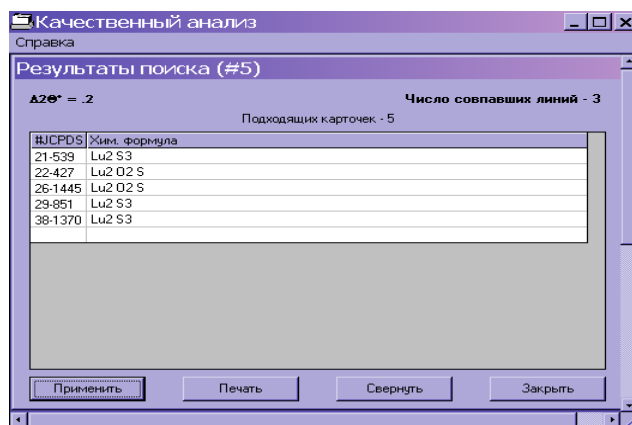 Качественный анализ
Справка
Результаты поиска (#5)
Δ2Θ° = .2 Число совпавших линий - 3
Подходящих карточек - 5
#JCPDS Хим. формула
21-539 Lu2 S3
22-427 Lu2 O2 S
26-1445 Lu2 O2 S
29-851 Lu2 S3
38-1370 Lu2 S3
Применить Печать Свернуть Закрыть